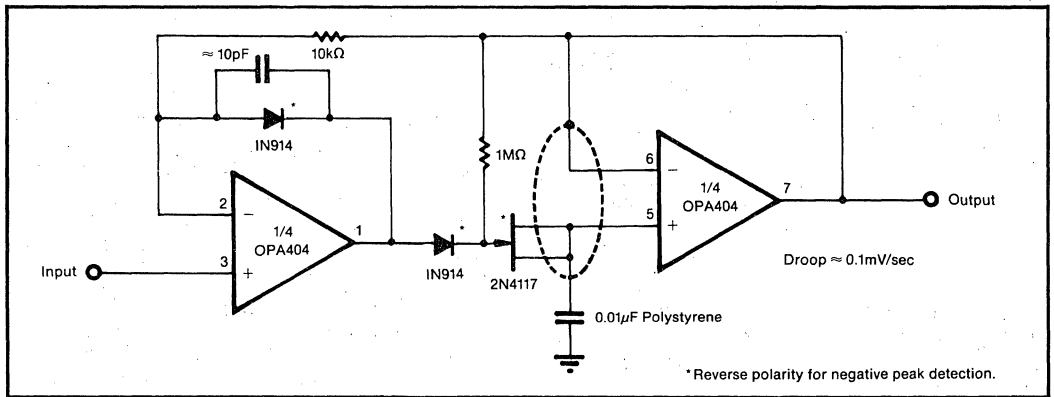 ≈ 10pF
10kΩ
*
IN914
1MΩ
2
3
1/4
OPA404
1
Input
*
IN914
*
2N4117
6
5
1/4
OPA404
7
Output
Droop ≈ 0.1mV/sec
0.01µF Polystyrene
*Reverse polarity for negative peak detection.